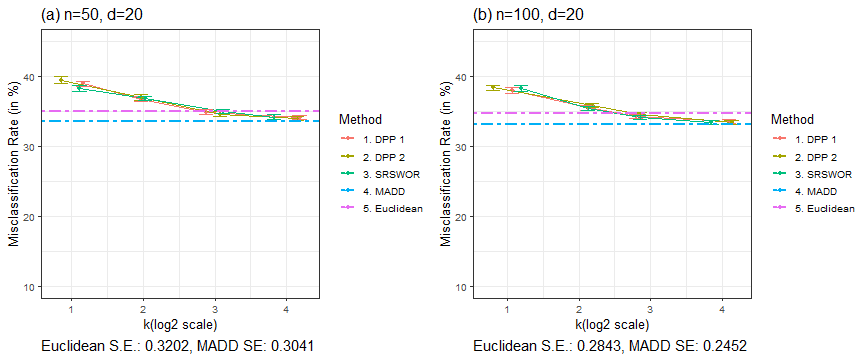 (a) n=50, d=20
Misclassification Rate (in %)
40
30
20
10
1 2 3 4
k(log2 scale)
Method
1. DPP 1
2. DPP 2
3. SRSWOR
4. MADD
5. Euclidean
Euclidean S.E.: 0.3202, MADD SE: 0.3041
(b) n=100, d=20
Misclassification Rate (in %)
40
30
20
10
1 2 3 4
k(log2 scale)
Method
1. DPP 1
2. DPP 2
3. SRSWOR
4. MADD
5. Euclidean
Euclidean S.E.: 0.2843, MADD SE: 0.2452